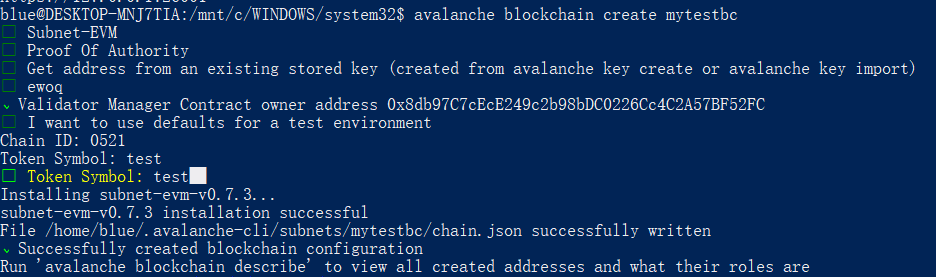 blue@DESKTOP-MNJ7TIA:/mnt/c/WINDOWS/system32$ avalanche blockchain create mytestbc
Subnet-EVM
Proof Of Authority
Get address from an existing stored key (created from avalanche key create or avalanche key import)
ewoq
Validator Manager Contract owner address 0x8db97C7cEcE249c2b98bDC0226Cc4C2A57BF52FC
I want to use defaults for a test environment
Chain ID: 0521
Token Symbol: test
Token Symbol: test
Installing subnet-evm-v0.7.3...
subnet-evm-v0.7.3 installation successful
File /home/blue/.avalanche-cli/subnets/mytestbc/chain.json successfully written
Successfully created blockchain configuration
Run 'avalanche blockchain describe' to view all created addresses and what their roles are